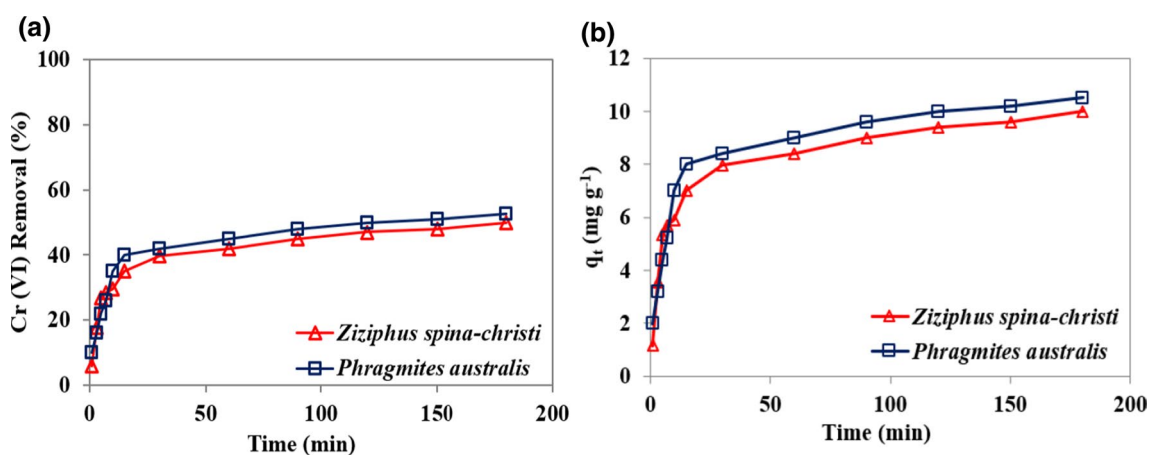 (a)
100
80
60
40
20
0
Cr (VI) Removal (%)
0 50 100 150 200
Time (min)
Ziziphus spina-christi
Phragmites australis
(b)
12
10
8
6
4
2
0
qₜ (mg g⁻¹)
0 50 100 150 200
Time (min)
Ziziphus spina-christi
Phragmites australis